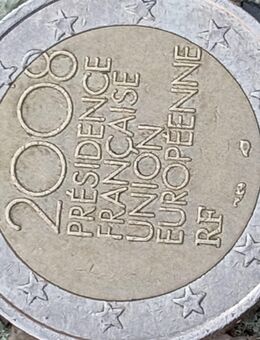 2008
PRÉSIDENCE
FRANÇAISE
UNION
EUROPÉENNE
RF